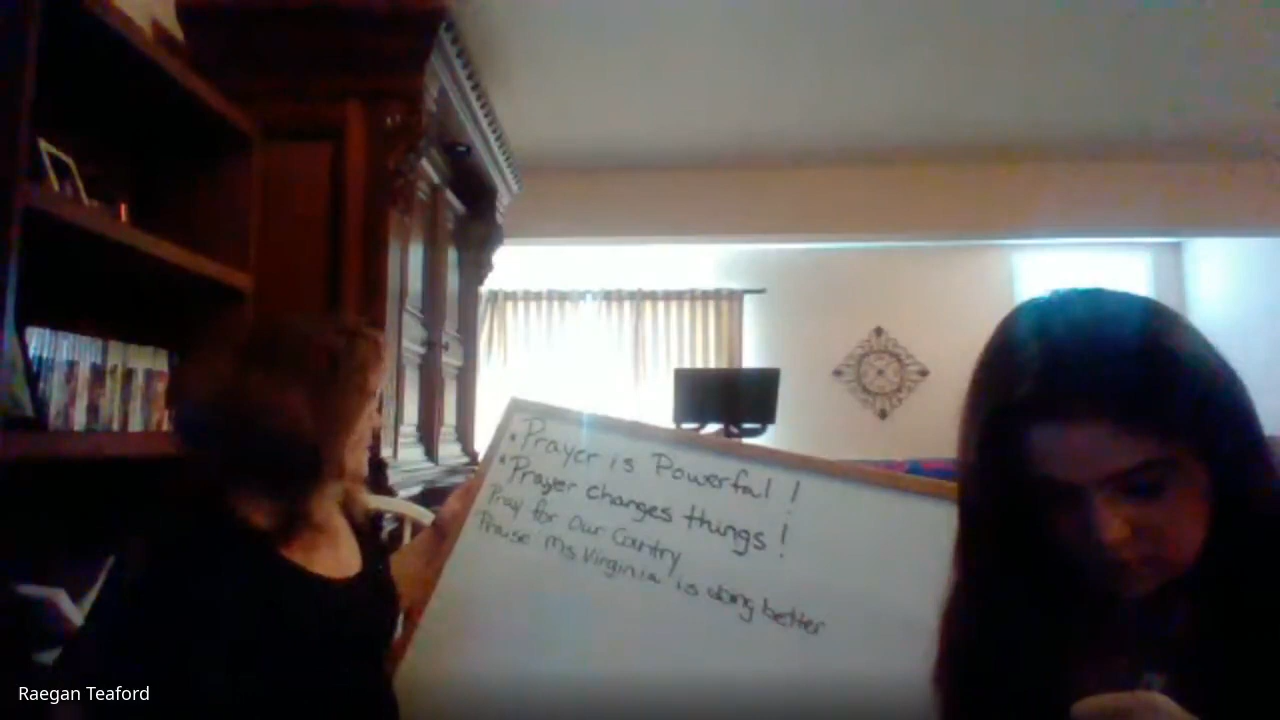 • Prayer is Powerful !
• Prayer changes things !
Pray for our Country
Praise Ms Virginia is doing better
Raegan Teaford